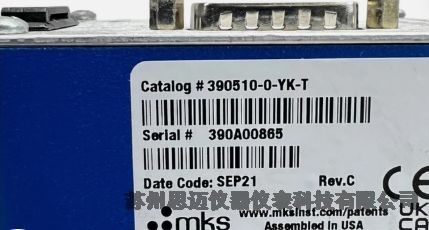 Catalog # 390510-0-YK-T
Serial # 390A00865
Date Code: SEP21 Rev.C
苏州思迈仪器仪表科技有限公司
mks www.mksinst.com/patents
Assembled in USA
CE
UK
CA